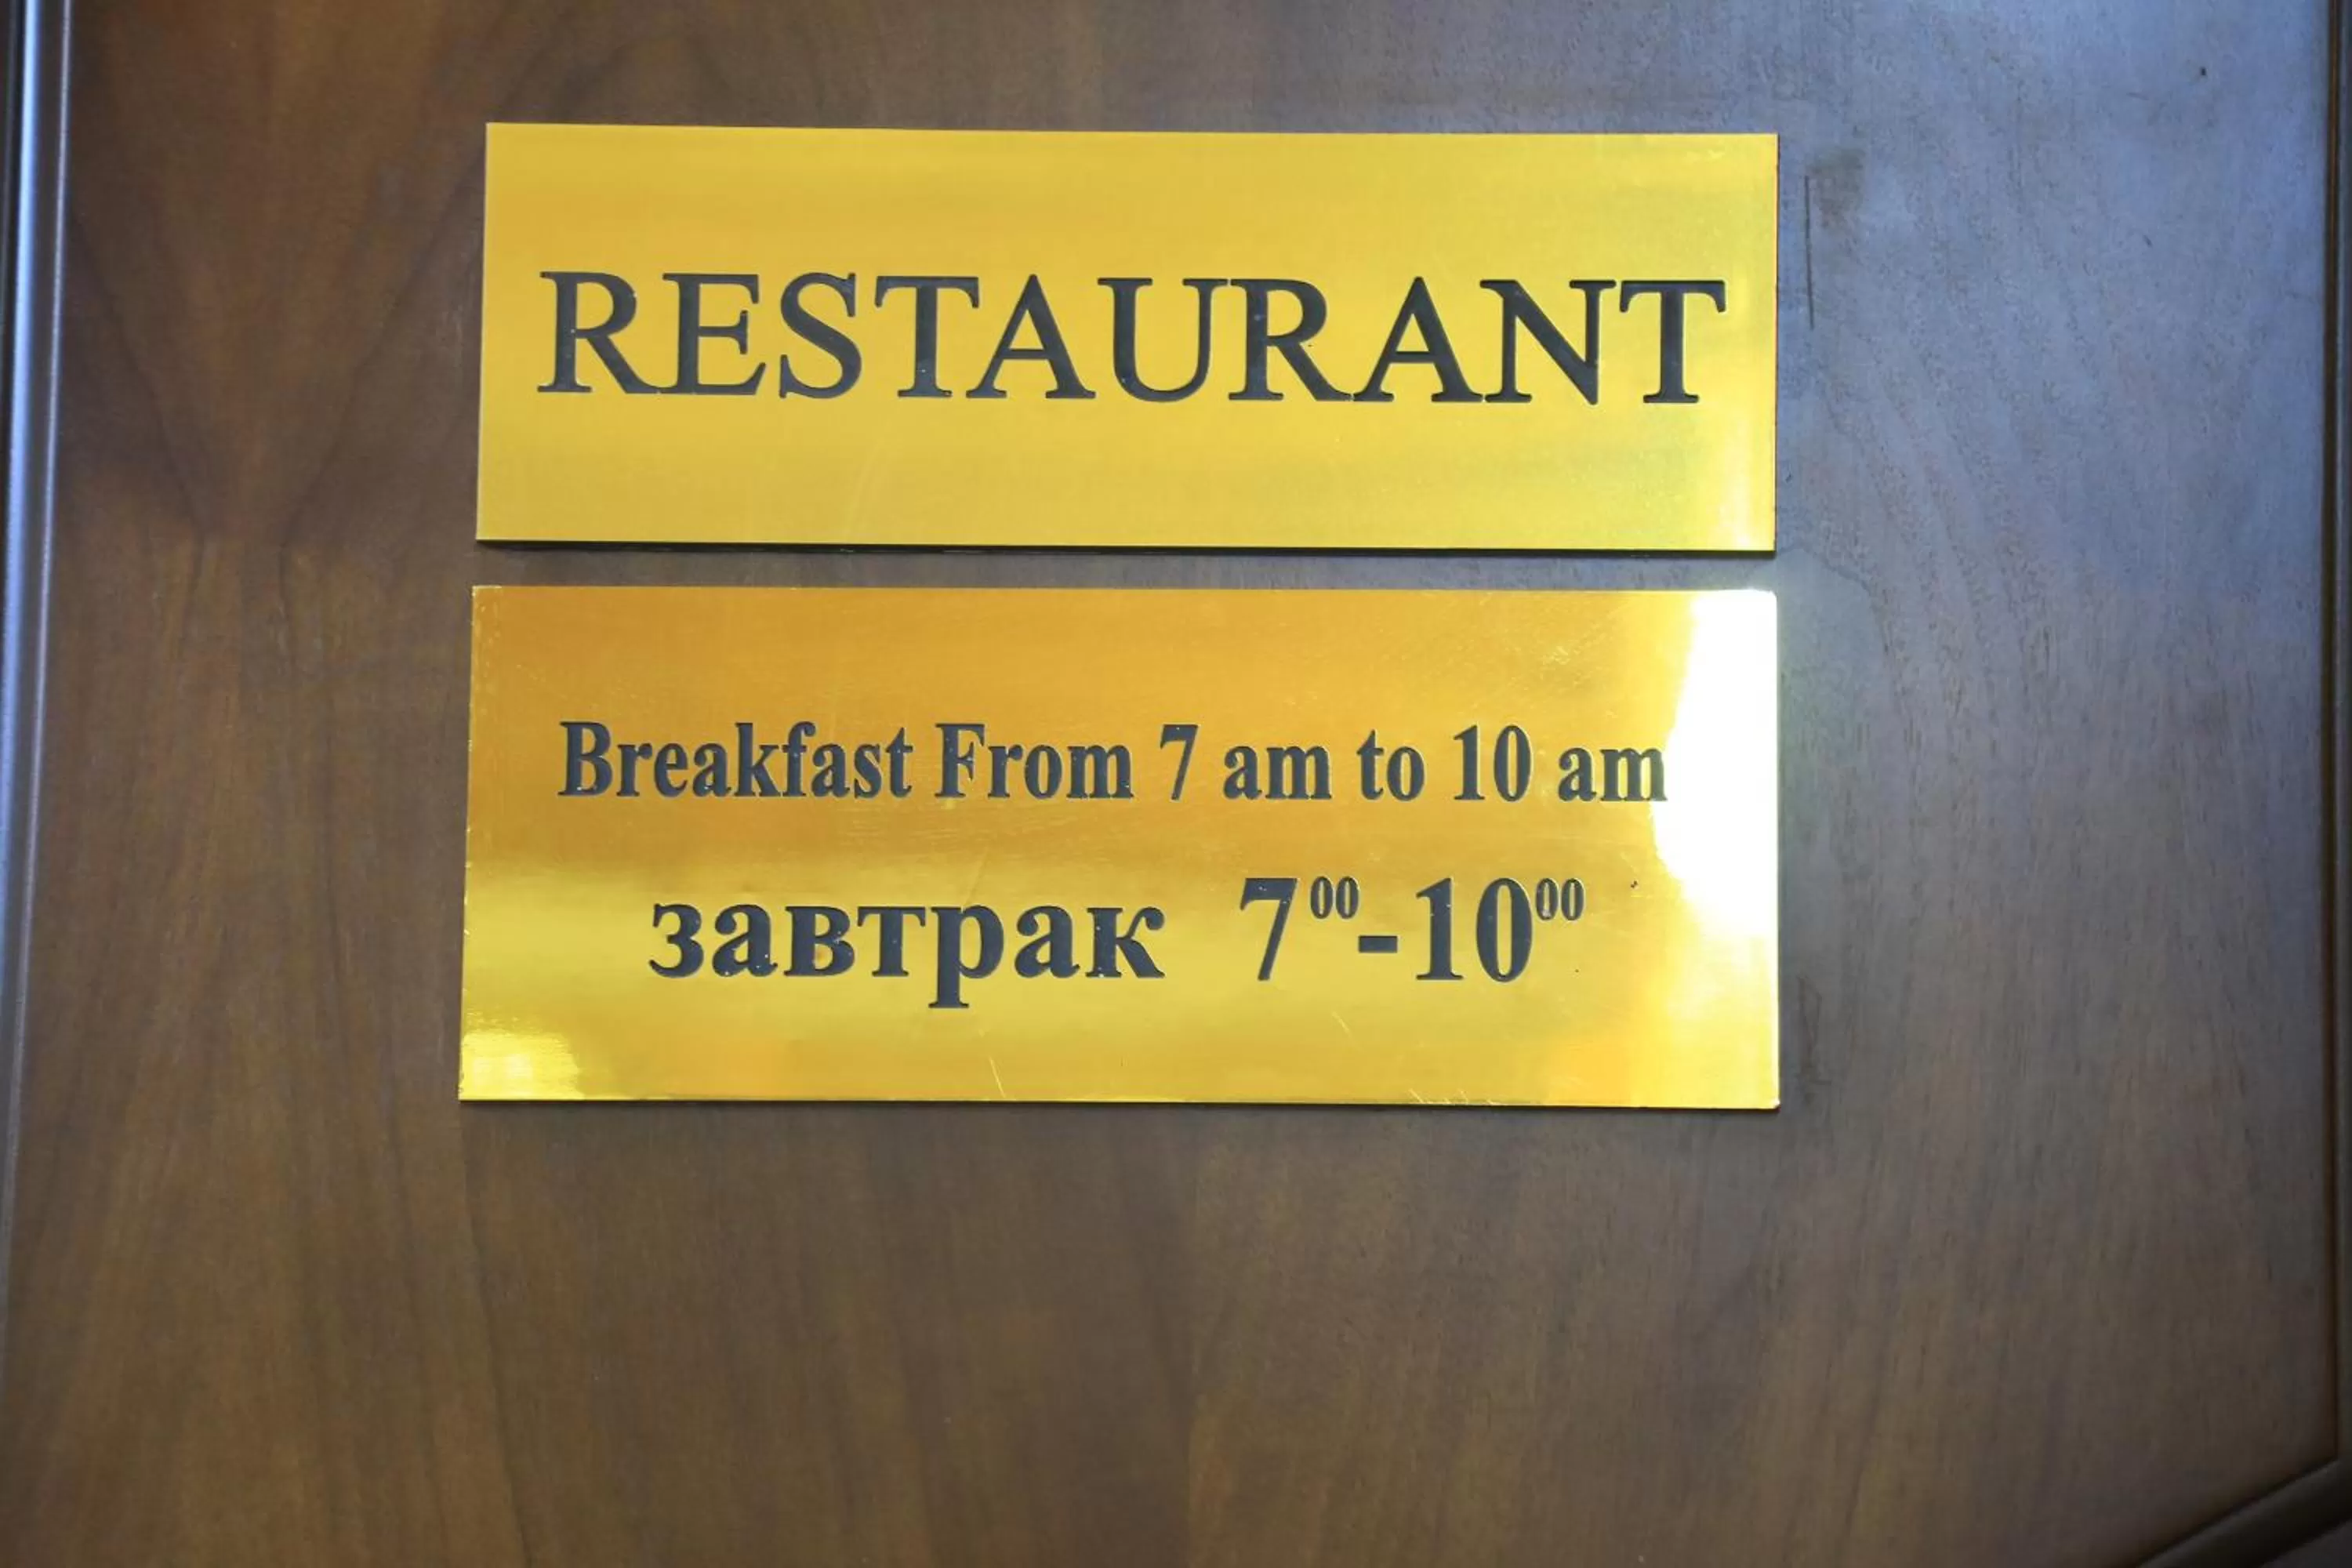 RESTAURANT
Breakfast From 7 am to 10 am
завтрак 7⁰⁰-10⁰⁰